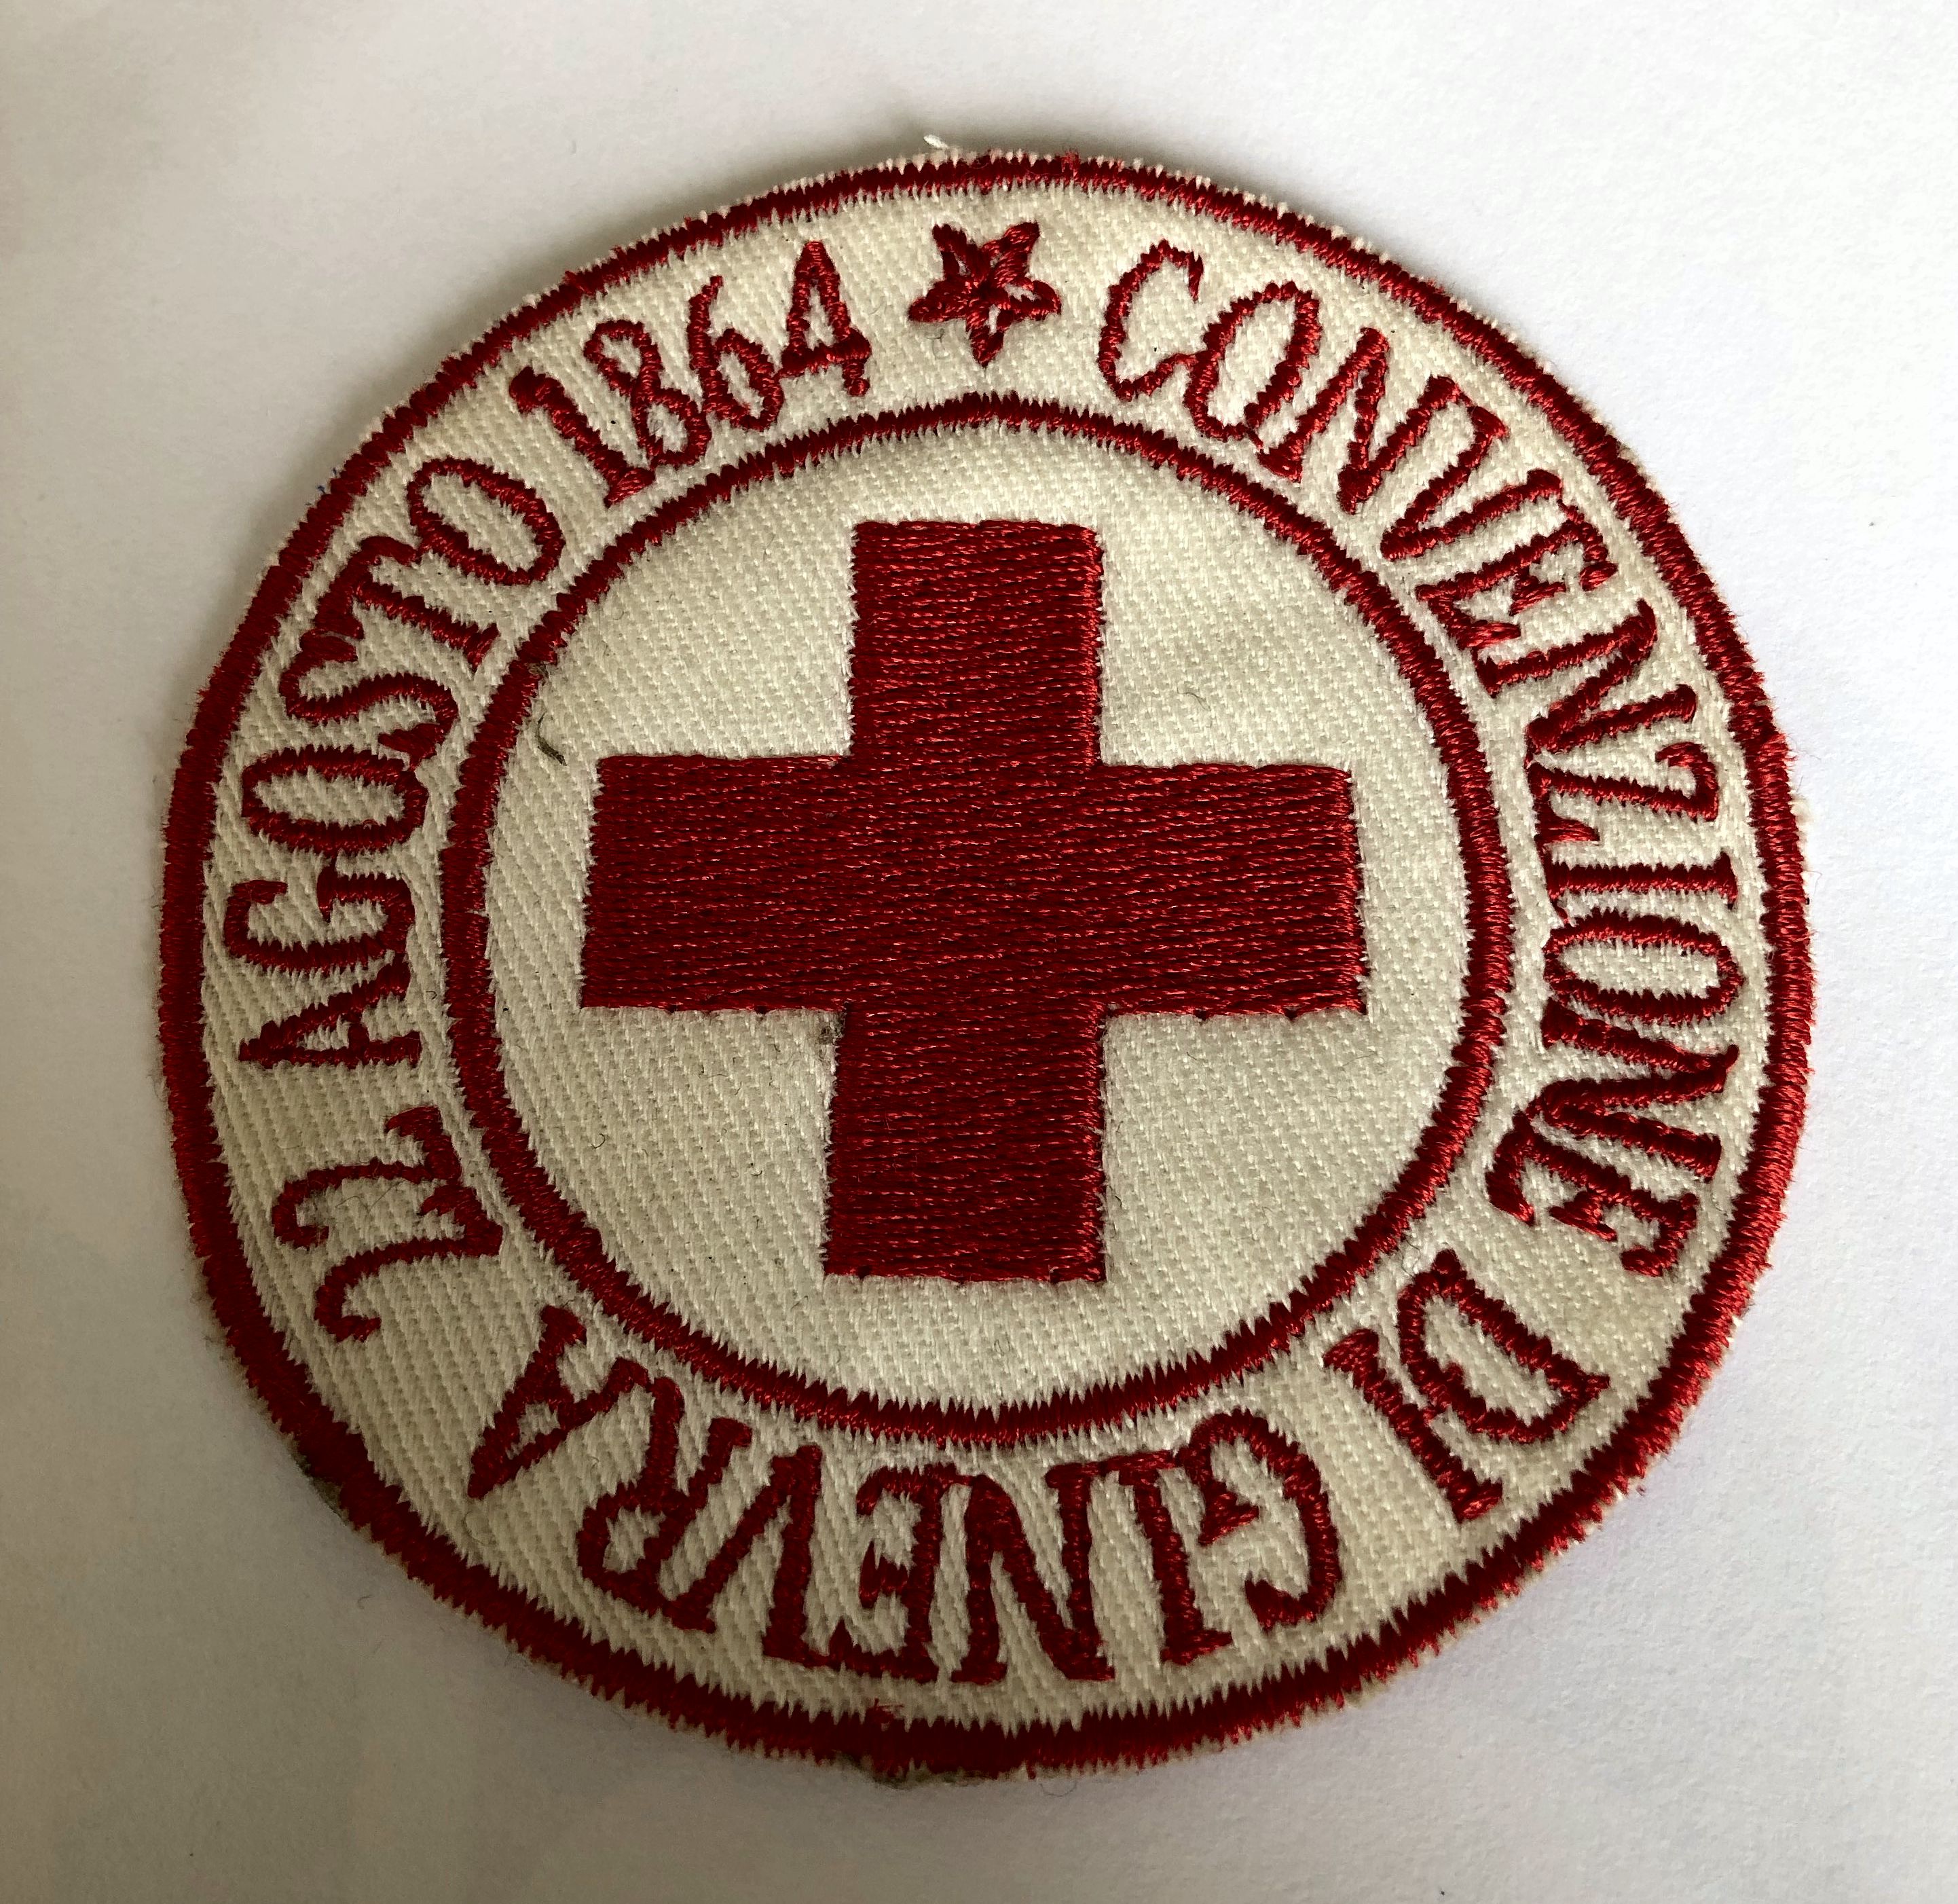 CONVENZIONE DI GINEVRA 22 AGOSTO 1864